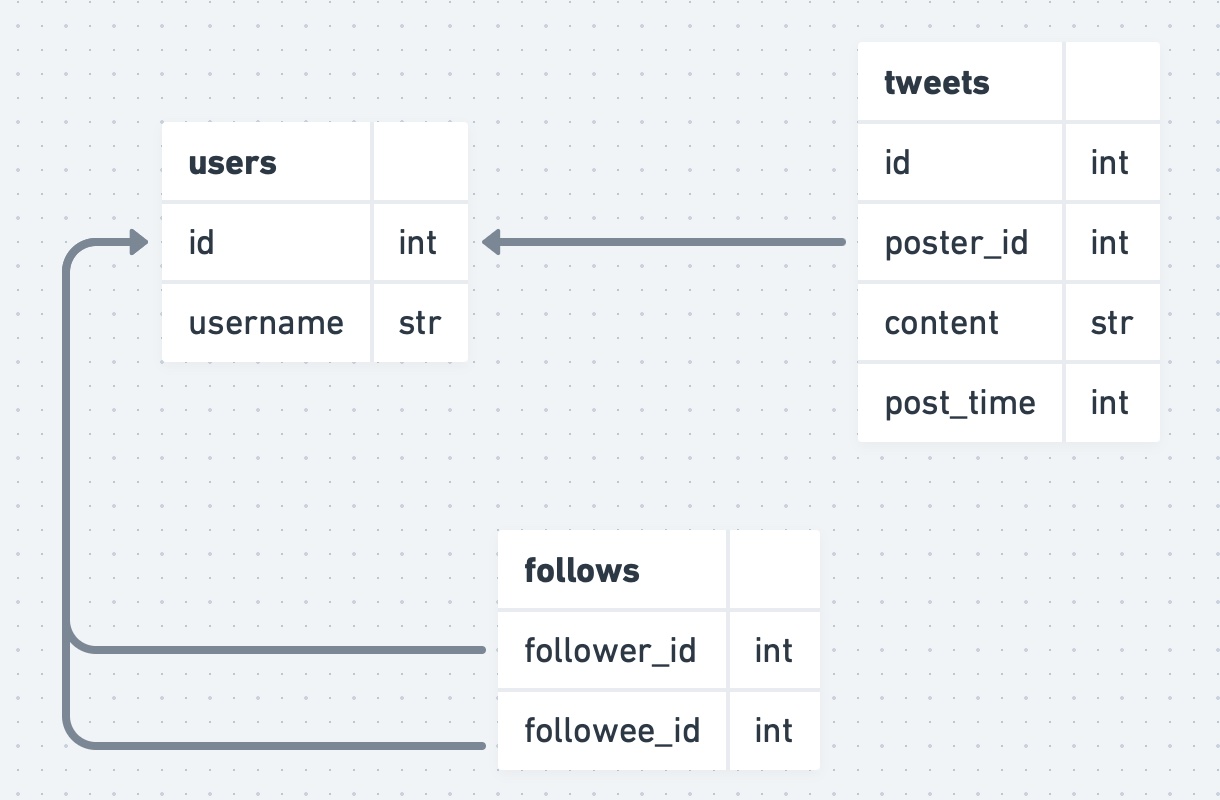 users
id int
username str
tweets
id int
poster_id int
content str
post_time int
follows
follower_id int
followee_id int